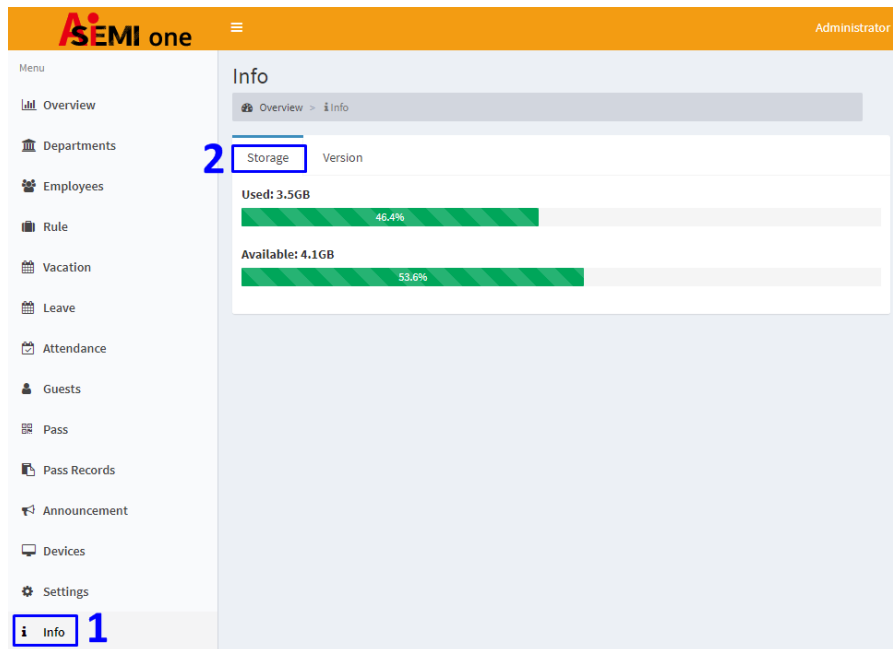 AiSEMI one
Administrator
Menu
Overview
Departments
Employees
Rule
Vacation
Leave
Attendance
Guests
Pass
Pass Records
Announcement
Devices
Settings
Info
1
Info
Overview > Info
2
Storage Version
Used: 3.5GB
46.4%
Available: 4.1GB
53.6%